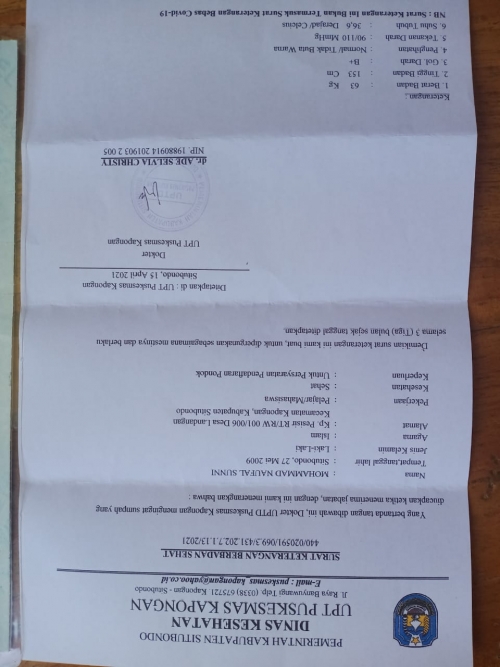 PEMERINTAH KABUPATEN SITUBONDO
DINAS KESEHATAN
UPT PUSKESMAS KAPONGAN
Jl. Raya Banyuwangi Telp. (0338) 675725 Kapongan - Situbondo
E-mail : puskesmas_kapongan@yahoo.co.id
SURAT KETERANGAN BERBADAN SEHAT
440/020591/069.3/431.202.7.1.13/2021
Yang bertanda tangan dibawah ini, Dokter UPTD Puskesmas Kapongan mengingat sumpah yang
diucapkan ketika menerima jabatan, dengan ini kami menerangkan bahwa :
Nama : MOHAMMAD NAUFAL SUNNI
Tempat,tanggal lahir : Situbondo, 27 Mei 2009
Jenis Kelamin : Laki-Laki
Agama : Islam
Alamat : Kp. Pesisir RT/RW 001/006 Desa Landangan
Kecamatan Kapongan, Kabupaten Situbondo
Pekerjaan : Pelajar/Mahasiswa
Kesehatan : Sehat
Keperluan : Untuk Persyaratan Pendaftaran Pondok
Demikian surat keterangan ini kami buat, untuk dipergunakan sebagaimana mestinya dan berlaku
selama 3 (Tiga) bulan sejak tanggal ditetapkan.
Ditetapkan di : UPT Puskesmas Kapongan
Situbondo, 15 April 2021
Dokter
UPT Puskesmas Kapongan
dr. ADE SELVIA CHRISTY
NIP. 19880914 201903 2 005
Keterangan :
1. Berat Badan : 63 Kg
2. Tinggi Badan : 153 Cm
3. Gol. Darah : B+
4. Penglihatan : Normal/ Tidak Buta Warna
5. Tekanan Darah : 90/110 MmHg
6. Suhu Tubuh : 36,6 Derajad/ Celcius
NB : Surat Keterangan Ini Bukan Termasuk Surat Keterangan Bebas Covid-19